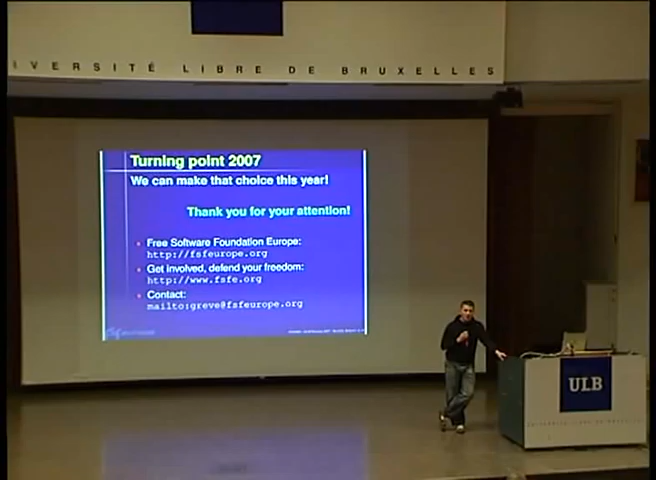 IVERSITÉ LIBRE DE BRUXELLES
Turning point 2007
We can make that choice this year!
Thank you for your attention!
Free Software Foundation Europe:
http://fsfeurope.org
Get involved, defend your freedom:
http://www.fsfe.org
Contact:
mailto:greve@fsfeurope.org
ULB